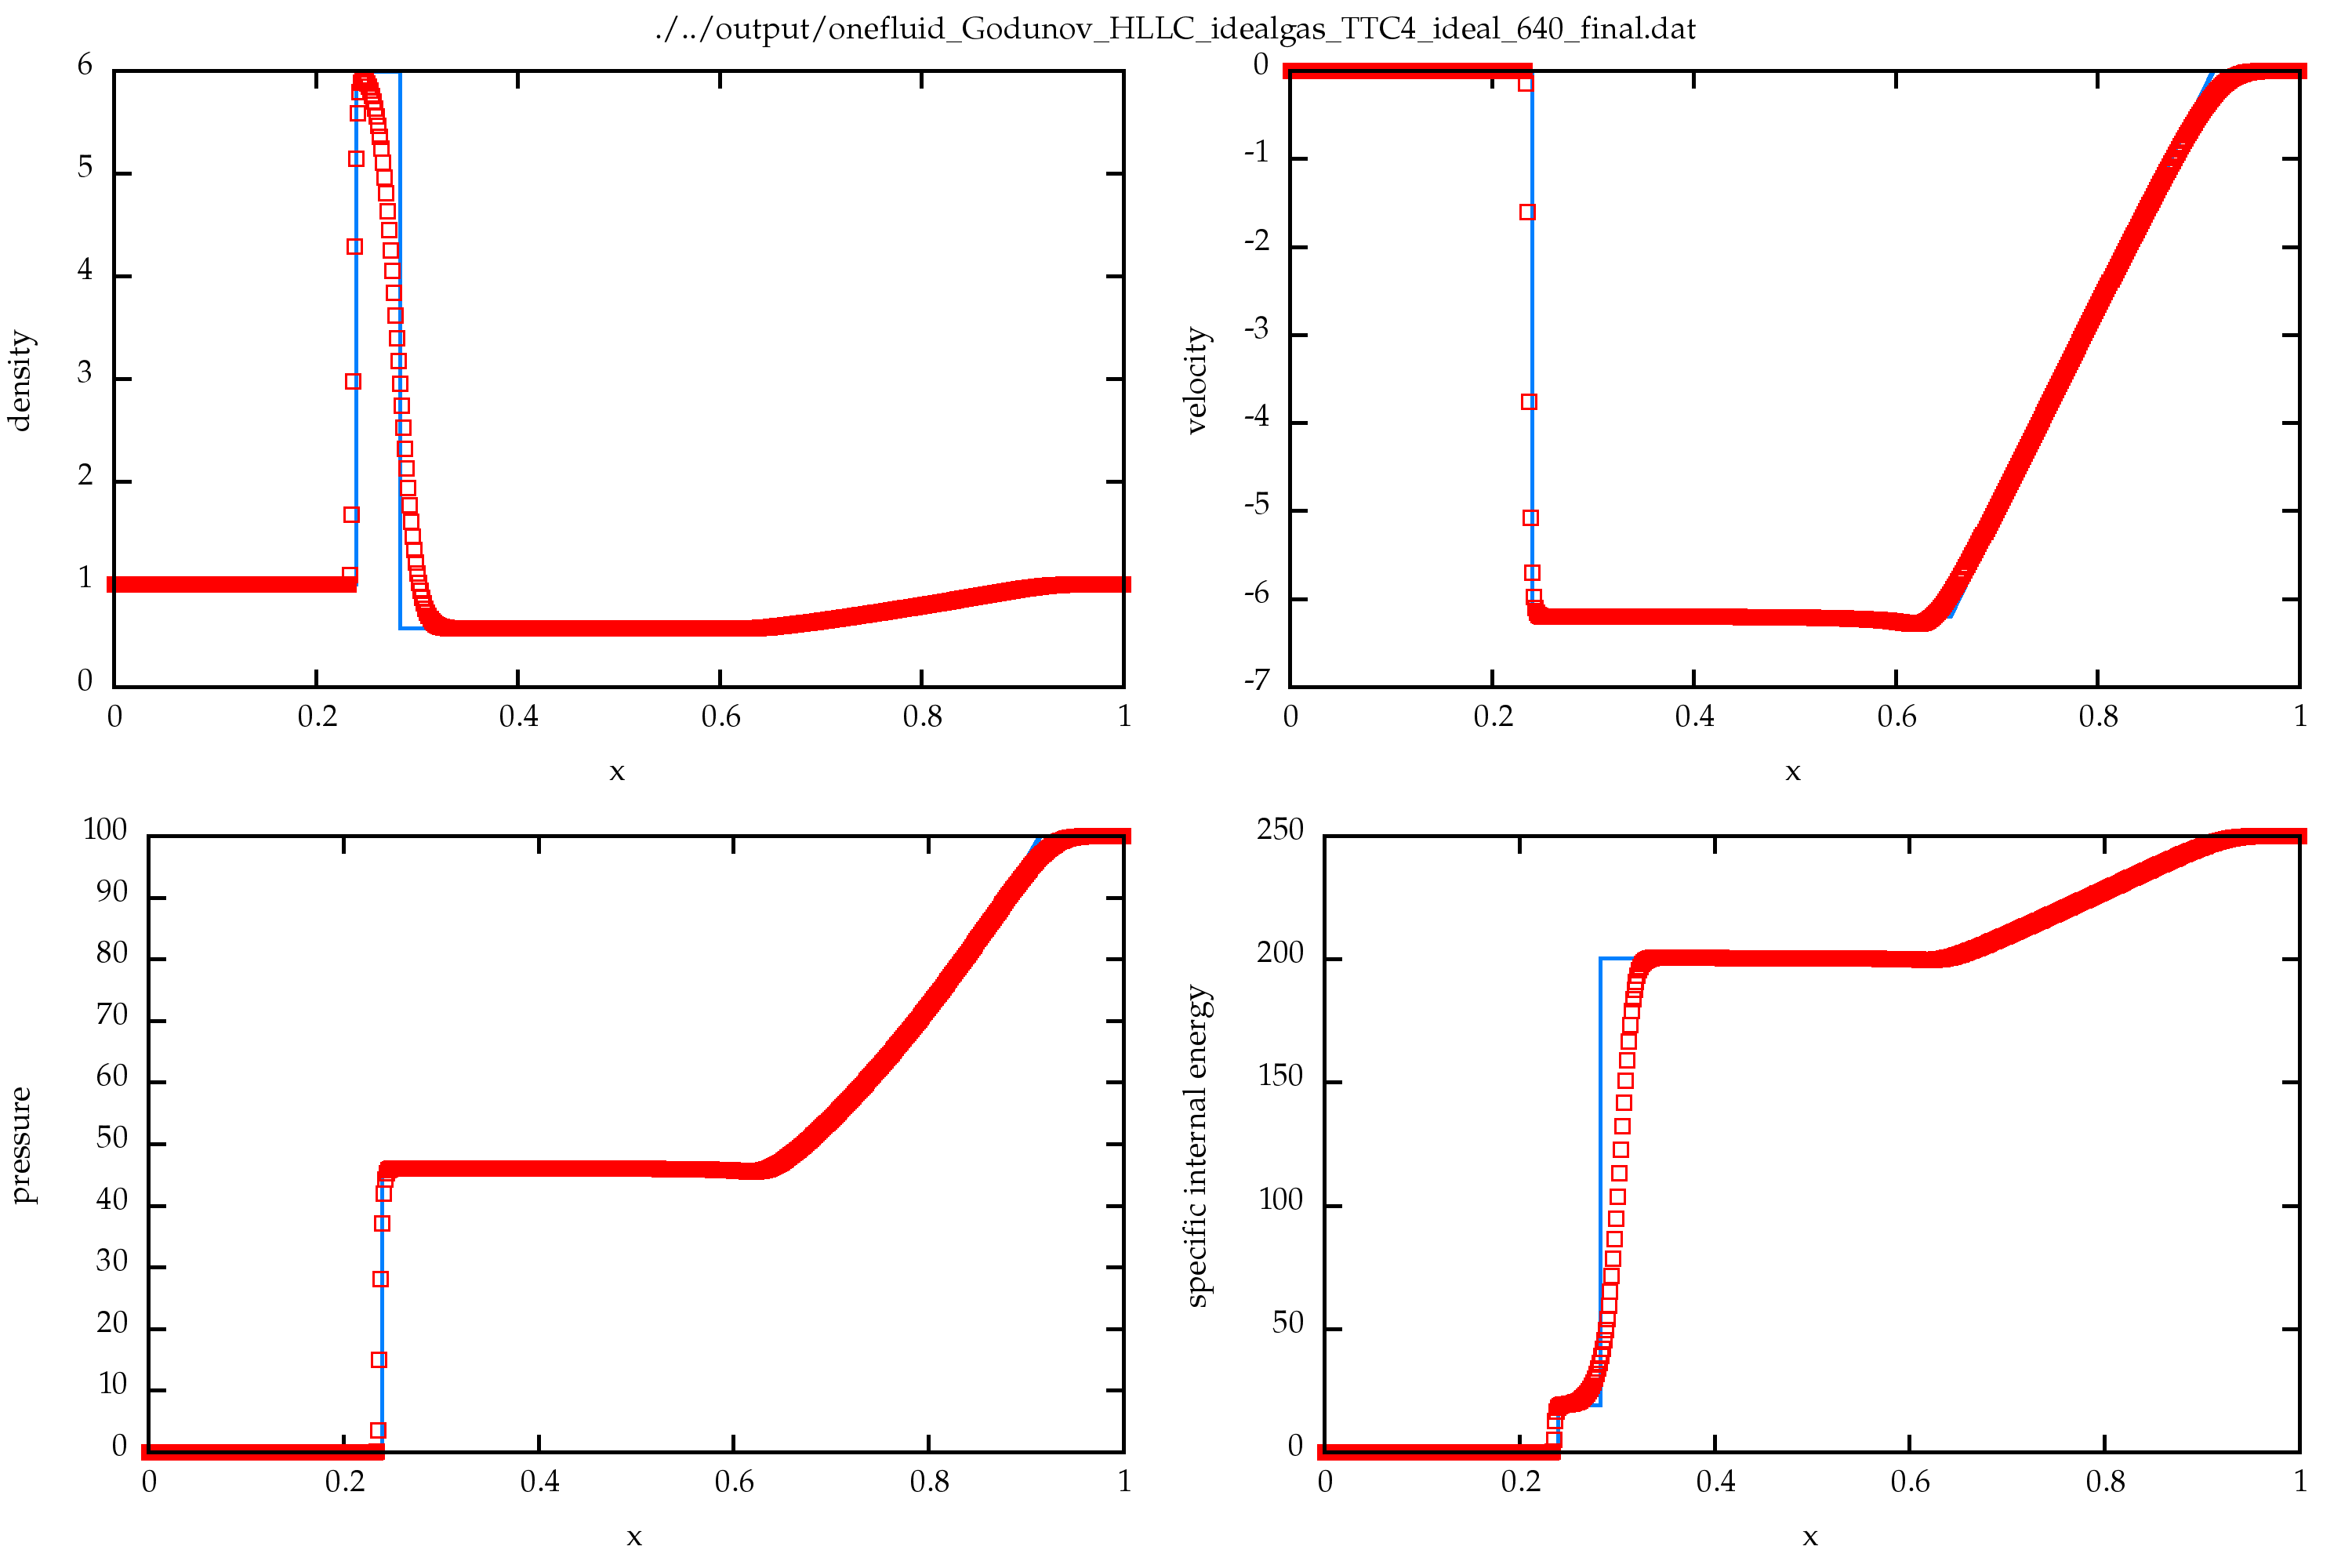 ./../output/onefluid_Godunov_HLLC_idealgas_TTC4_ideal_640_final.dat
6
5
4
3
2
1
0
density
0 0.2 0.4 0.6 0.8 1
x
0
-1
-2
-3
-4
-5
-6
-7
velocity
0 0.2 0.4 0.6 0.8 1
x
100
90
80
70
60
50
40
30
20
10
0
pressure
0 0.2 0.4 0.6 0.8 1
x
250
200
150
100
50
0
specific internal energy
0 0.2 0.4 0.6 0.8 1
x